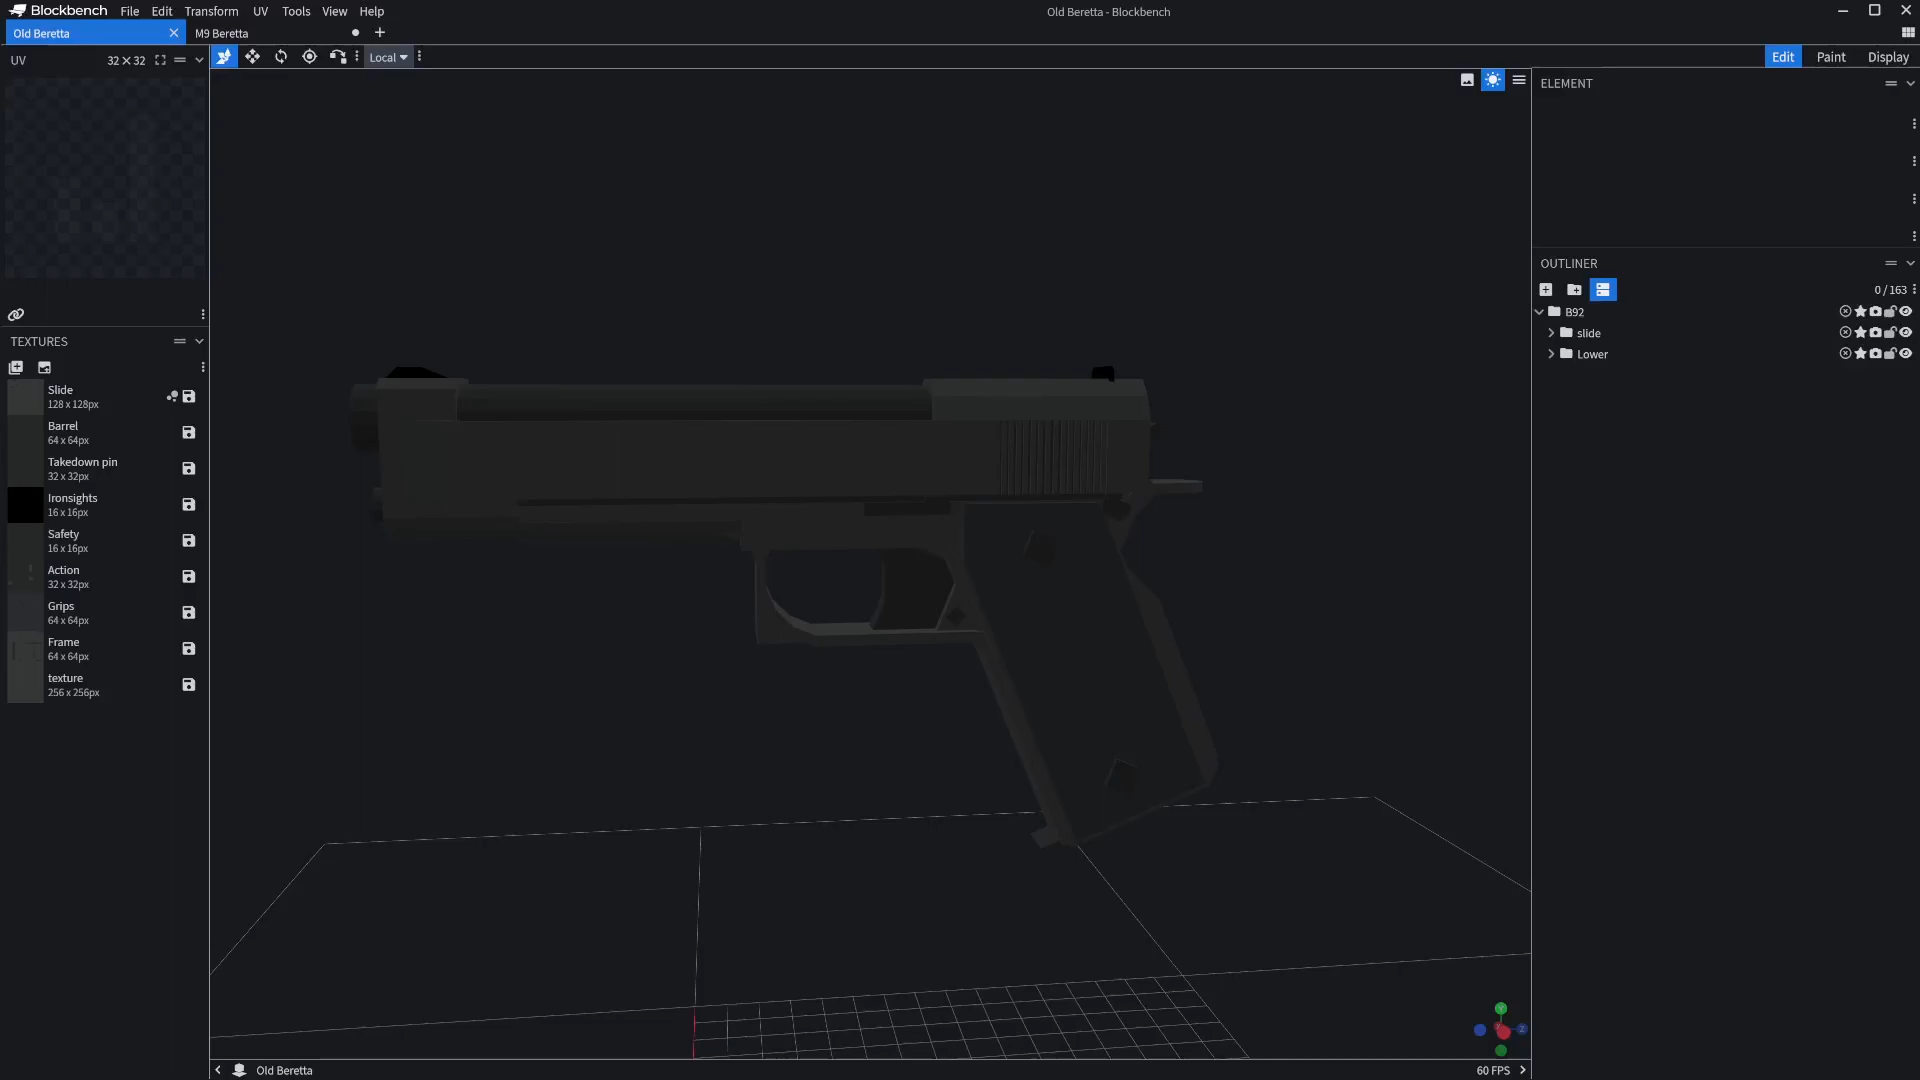 Blockbench File Edit Transform UV Tools View Help
Old Beretta - Blockbench
Old Beretta
M9 Beretta
UV 32×32
Local
Edit Paint Display
ELEMENT
OUTLINER
0 / 163
B92
slide
Lower
TEXTURES
Slide
128 x 128px
Barrel
64 x 64px
Takedown pin
32 x 32px
Ironsights
16 x 16px
Safety
16 x 16px
Action
32 x 32px
Grips
64 x 64px
Frame
64 x 64px
texture
256 x 256px
Y
Z
Old Beretta
60 FPS